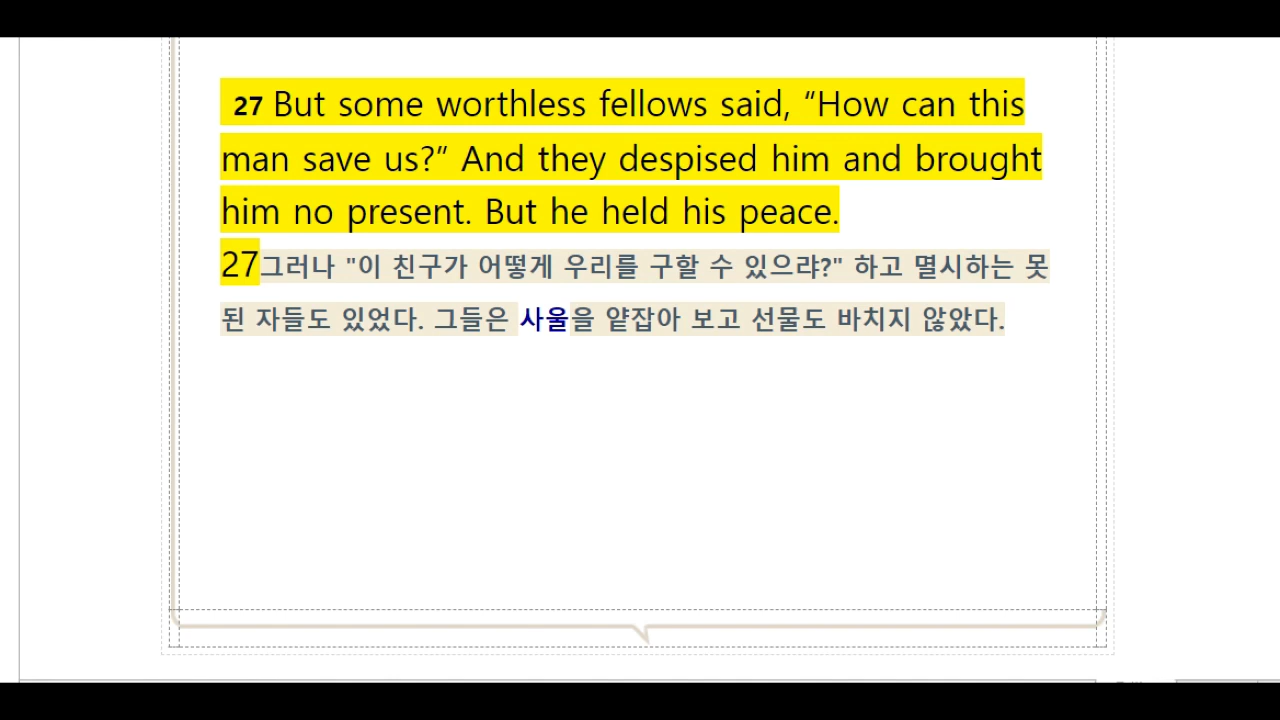 27 But some worthless fellows said, “How can this
man save us?” And they despised him and brought
him no present. But he held his peace.
27그러나 "이 친구가 어떻게 우리를 구할 수 있으랴?" 하고 멸시하는 못
된 자들도 있었다. 그들은 사울을 얕잡아 보고 선물도 바치지 않았다.